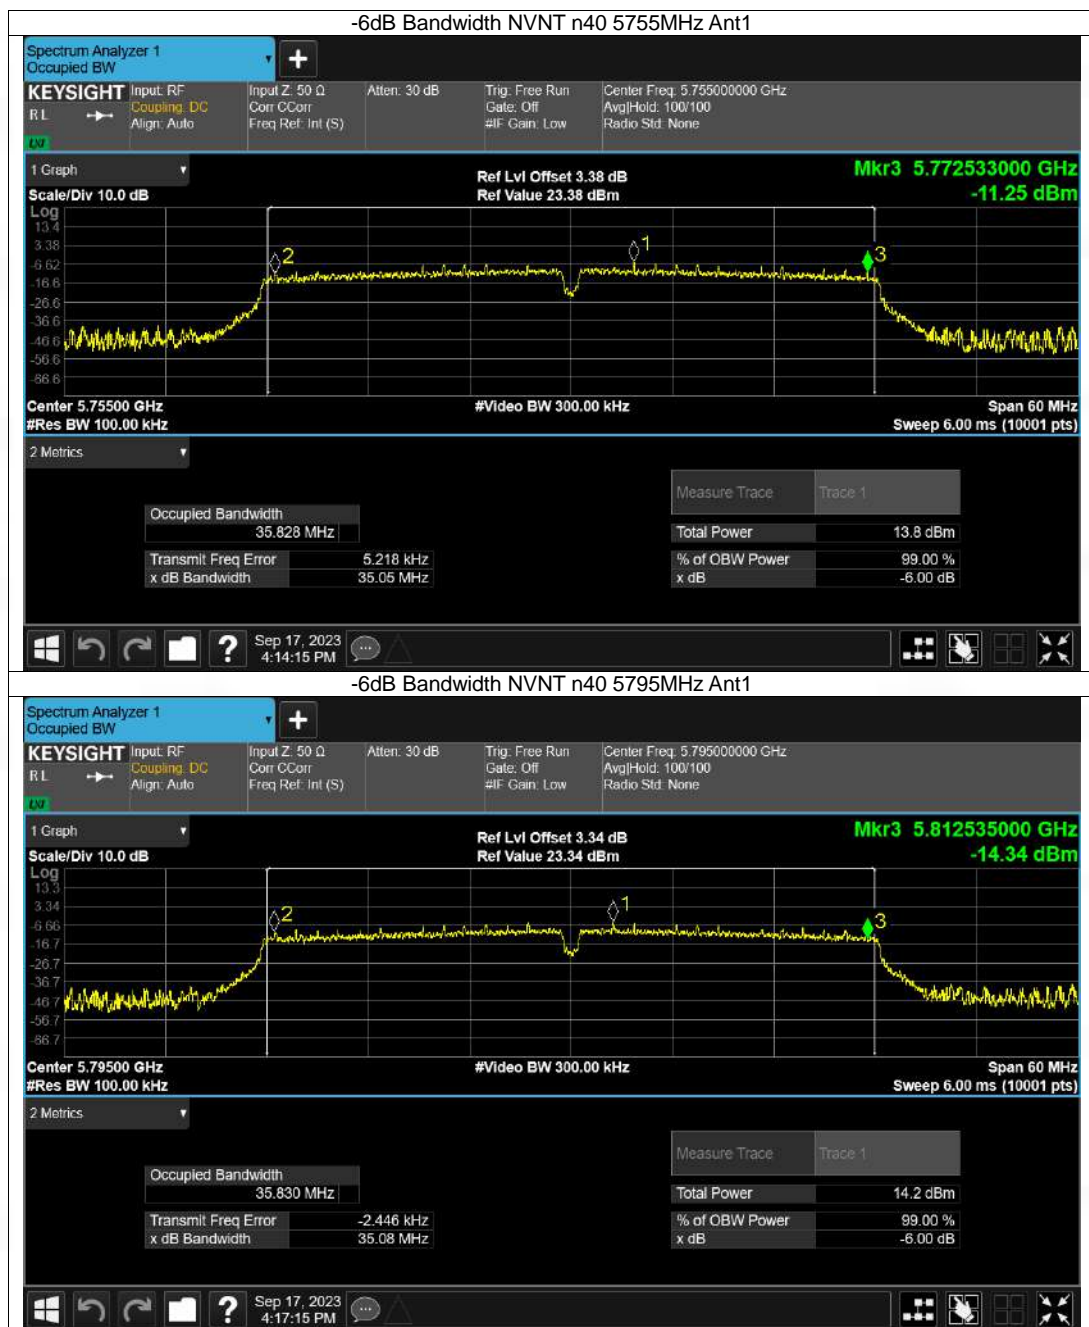 -6dB Bandwidth NVNT n40 5755MHz Ant1
Spectrum Analyzer 1
Occupied BW
+
KEYSIGHT Input: RF Input Z: 50 Ω Atten: 30 dB Trig: Free Run Center Freq: 5.755000000 GHz
RL Coupling: DC Corr CCorr Gate: Off Avg|Hold: 100/100
Align: Auto Freq Ref: Int (S) #IF Gain: Low Radio Std: None
LXI
1 Graph Ref Lvl Offset 3.38 dB Mkr3 5.772533000 GHz
Scale/Div 10.0 dB Ref Value 23.38 dBm -11.25 dBm
Log
13.4
3.38
-6.62
-16.6
-26.6
-36.6
-46.6
-56.6
-66.6
2
1
3
Center 5.75500 GHz #Video BW 300.00 kHz Span 60 MHz
#Res BW 100.00 kHz Sweep 6.00 ms (10001 pts)
2 Metrics
Measure Trace Trace 1
Occupied Bandwidth
35.828 MHz Total Power 13.8 dBm
Transmit Freq Error 5.218 kHz % of OBW Power 99.00 %
x dB Bandwidth 35.05 MHz x dB -6.00 dB
? Sep 17, 2023
4:14:15 PM
-6dB Bandwidth NVNT n40 5795MHz Ant1
Spectrum Analyzer 1
Occupied BW
+
KEYSIGHT Input: RF Input Z: 50 Ω Atten: 30 dB Trig: Free Run Center Freq: 5.795000000 GHz
RL Coupling: DC Corr CCorr Gate: Off Avg|Hold: 100/100
Align: Auto Freq Ref: Int (S) #IF Gain: Low Radio Std: None
LXI
1 Graph Ref Lvl Offset 3.34 dB Mkr3 5.812535000 GHz
Scale/Div 10.0 dB Ref Value 23.34 dBm -14.34 dBm
Log
13.3
3.34
-6.66
-16.7
-26.7
-36.7
-46.7
-56.7
-66.7
2
1
3
Center 5.79500 GHz #Video BW 300.00 kHz Span 60 MHz
#Res BW 100.00 kHz Sweep 6.00 ms (10001 pts)
2 Metrics
Measure Trace Trace 1
Occupied Bandwidth
35.830 MHz Total Power 14.2 dBm
Transmit Freq Error -2.446 kHz % of OBW Power 99.00 %
x dB Bandwidth 35.08 MHz x dB -6.00 dB
? Sep 17, 2023
4:17:15 PM